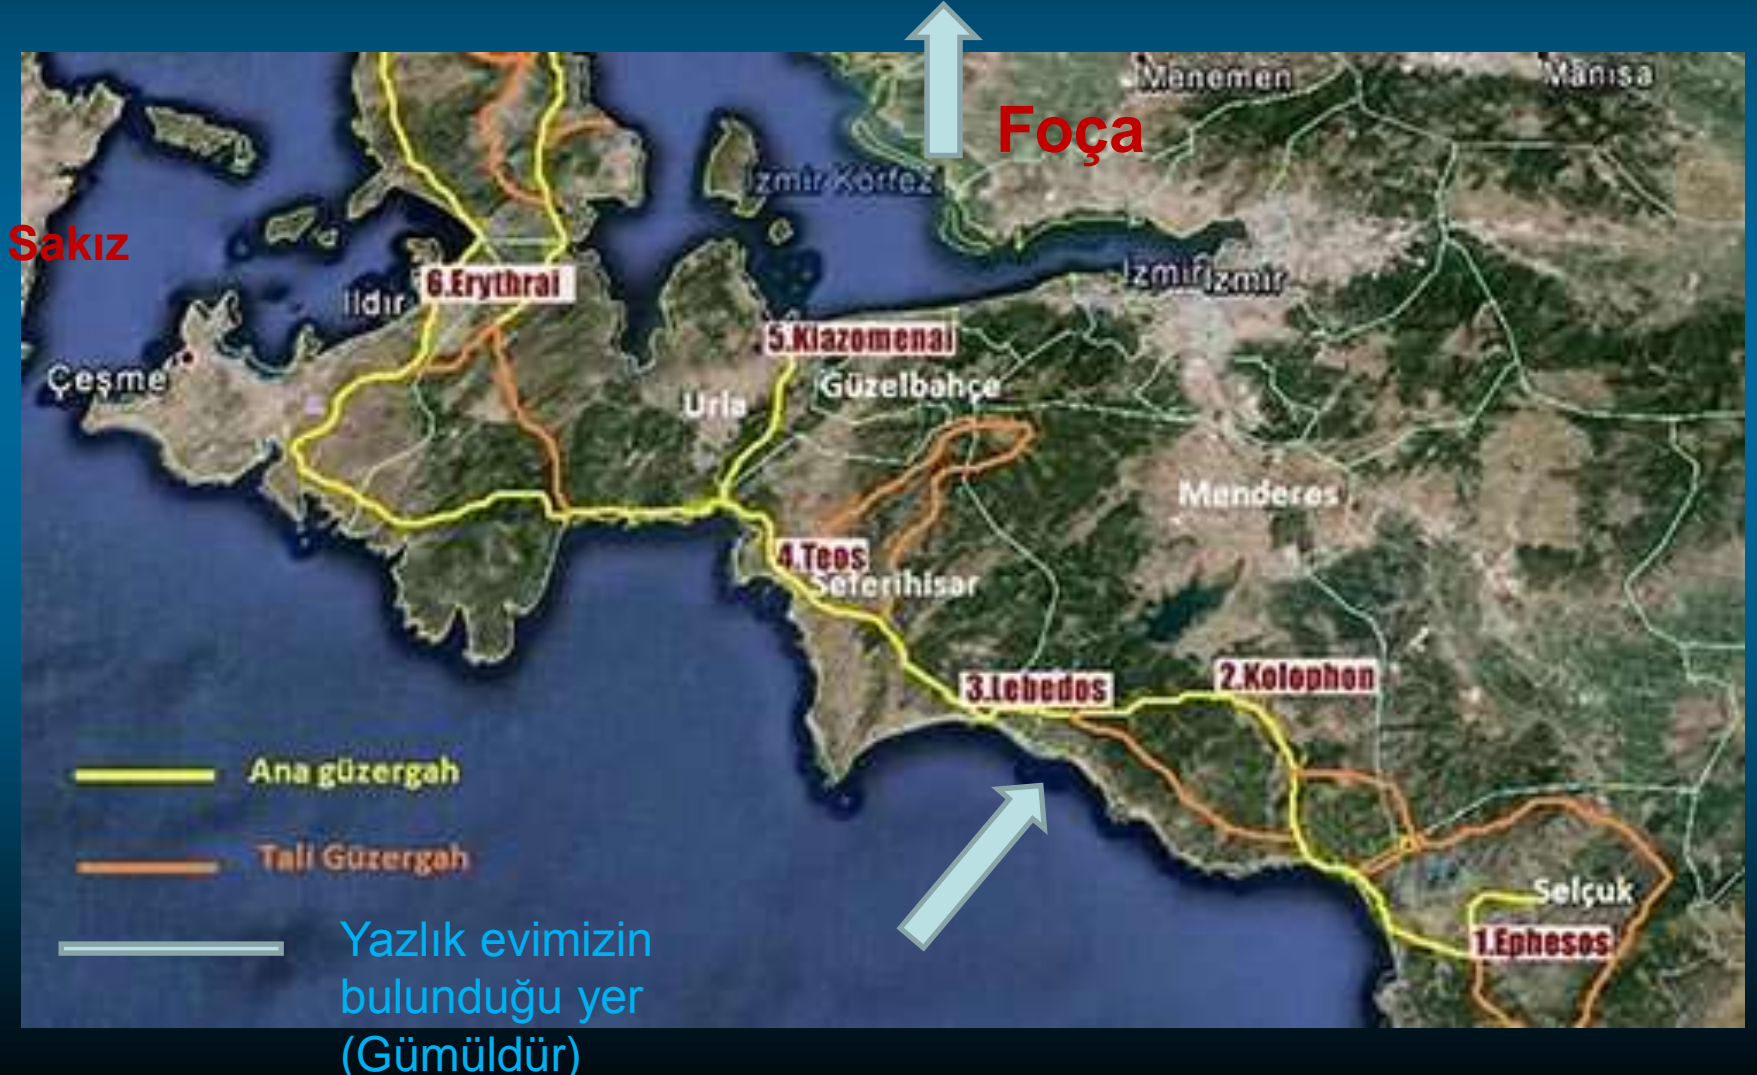 Menemen
Manisa
Foça
İzmir Körfezi
Sakız
6.Erythrai
Ildır
İzmir
İzmir
5.Klazomenai
Çeşme
Güzelbahçe
Urla
Menderes
4.Teos
Seferihisar
3.Lebedos
2.Kolophon
Ana güzergah
Tali Güzergah
Selçuk
1.Ephesos
Yazlık evimizin
bulunduğu yer
(Gümüldür)